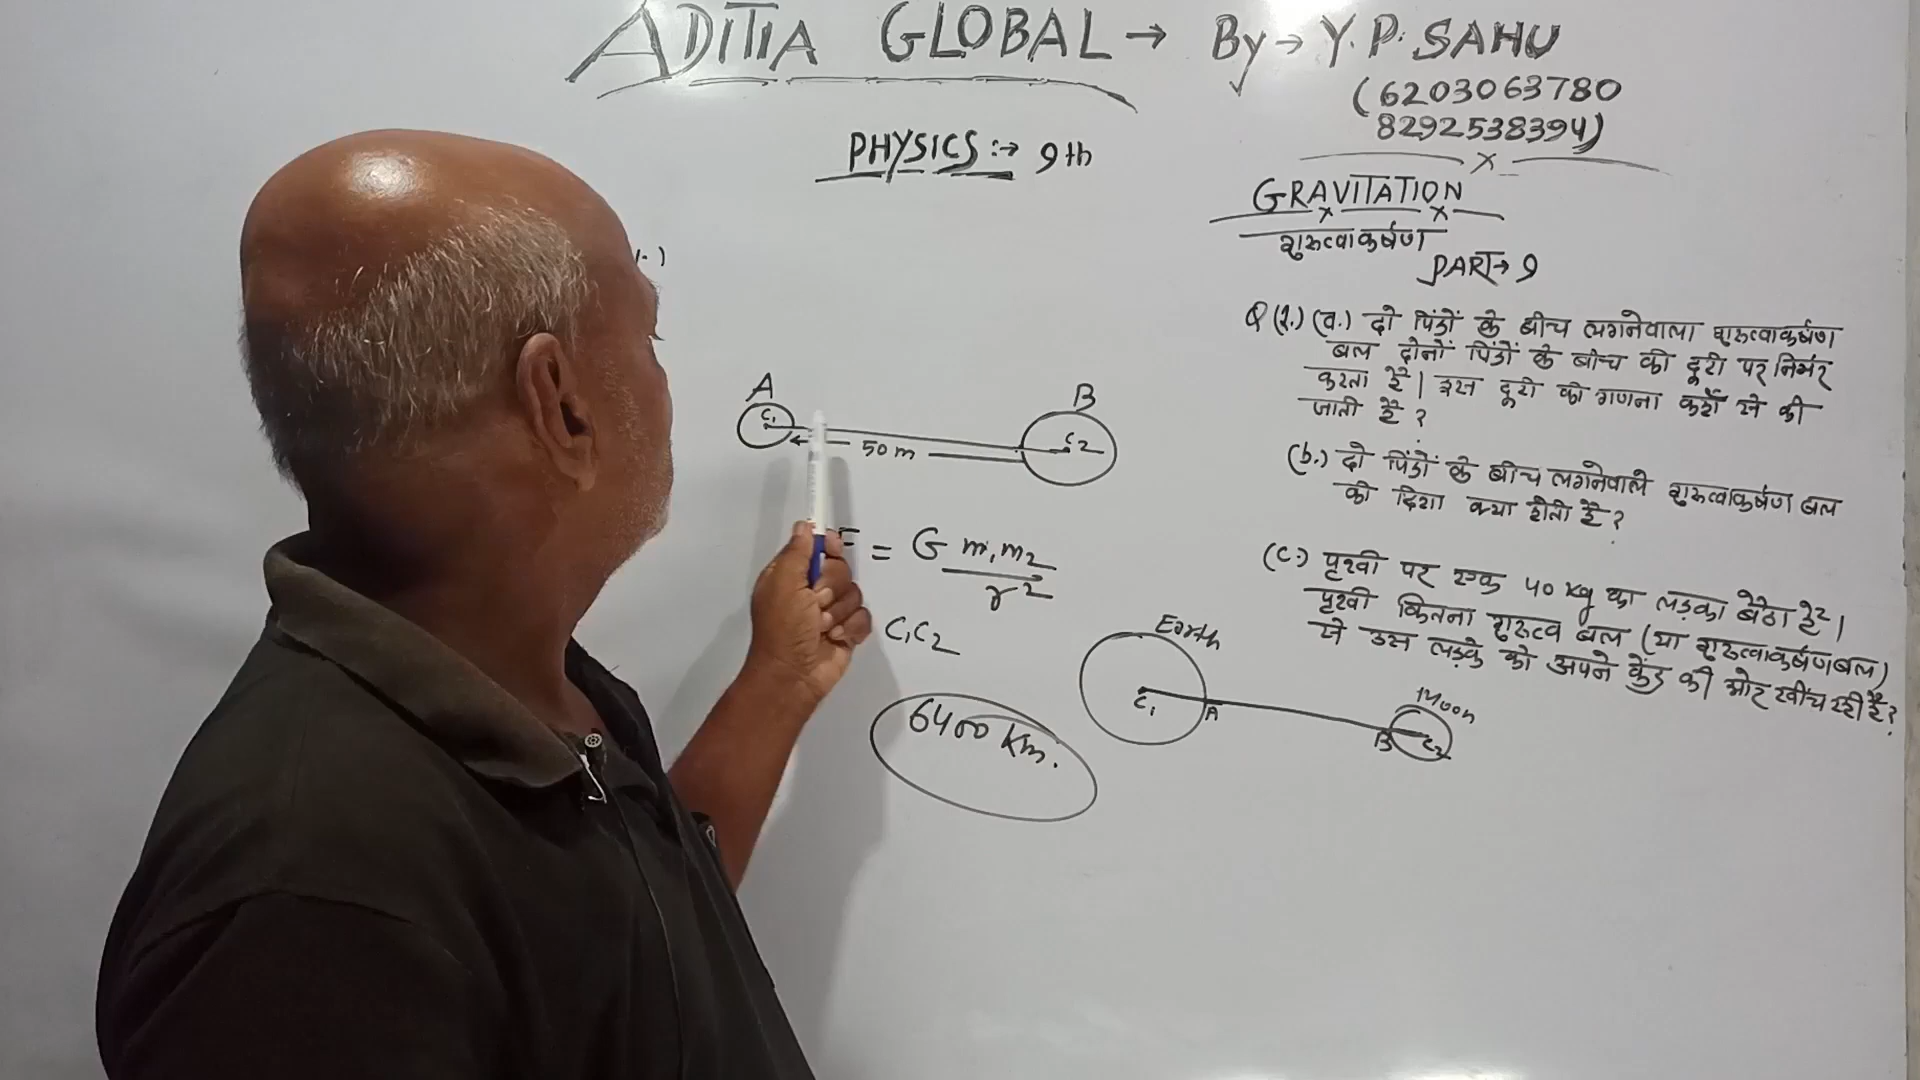 ADITIA GLOBAL → By → Y. P. SAHU
(6203063780
8292538394)
PHYSICS :→ 9th
GRAVITATION
गुरुत्वाकर्षण
PART → 9
Q (1.) (a.) दो पिंडों के बीच लगनेवाला गुरुत्वाकर्षण
बल दोनों पिंडों के बीच की दूरी पर निर्भर
करता है। इस दूरी की गणना कहाँ से की
जाती है?
(b.) दो पिंडों के बीच लगनेवाले गुरुत्वाकर्षण बल
की दिशा क्या होती है?
(c.) पृथ्वी पर एक 40 kg का लड़का बैठा है।
पृथ्वी कितना गुरुत्व बल (या गुरुत्वाकर्षणबल)
से उस लड़के को अपने केंद्र की ओर खींच रही है?
A B
C₁ C₂
50 m
F = G m₁m₂
r²
C₁C₂
6400 Km.
Earth
C₁ A B C₂